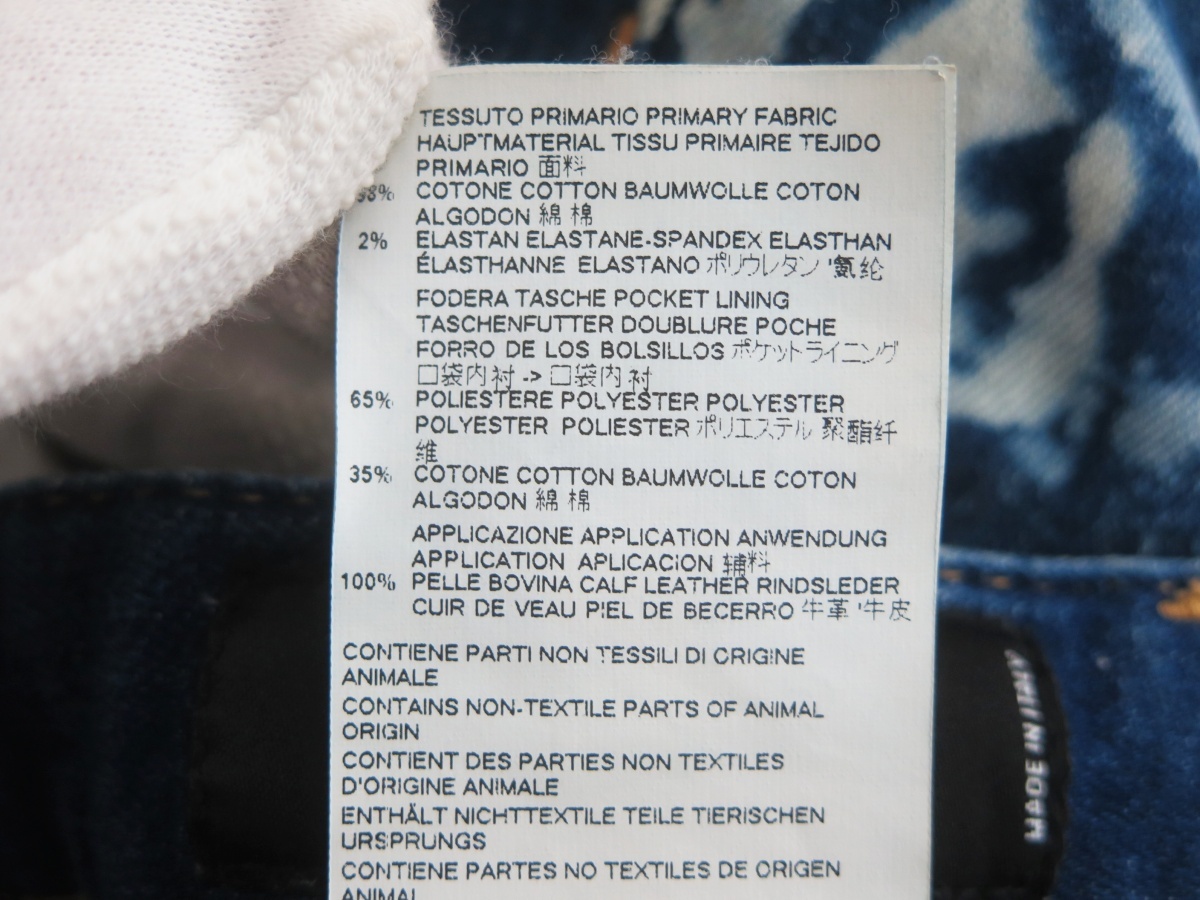 TESSUTO PRIMARIO PRIMARY FABRIC
HAUPTMATERIAL TISSU PRIMAIRE TEJIDO
PRIMARIO 面料
COTONE COTTON BAUMWOLLE COTON
ALGODON 綿 棉
2% ELASTAN ELASTANE-SPANDEX ELASTHAN
ÉLASTHANNE ELASTANO ポリウレタン '氨纶
FODERA TASCHE POCKET LINING
TASCHENFUTTER DOUBLURE POCHE
FORRO DE LOS BOLSILLOS ポケットライニング
口袋内衬 -> 口袋内衬
65% POLIESTERE POLYESTER POLYESTER
POLYESTER POLIESTER ポリエステル 聚酯纤
维
35% COTONE COTTON BAUMWOLLE COTON
ALGODON 綿 棉
APPLICAZIONE APPLICATION ANWENDUNG
APPLICATION APLICACION 辅料
100% PELLE BOVINA CALF LEATHER RINDSLEDER
CUIR DE VEAU PIEL DE BECERRO 牛革 '牛皮
CONTIENE PARTI NON TESSILI DI ORIGINE
ANIMALE
CONTAINS NON-TEXTILE PARTS OF ANIMAL
ORIGIN
CONTIENT DES PARTIES NON TEXTILES
D'ORIGINE ANIMALE
ENTHÄLT NICHTTEXTILE TEILE TIERISCHEN
URSPRUNGS
CONTIENE PARTES NO TEXTILES DE ORIGEN
ANIMAL
MADE IN ITALY